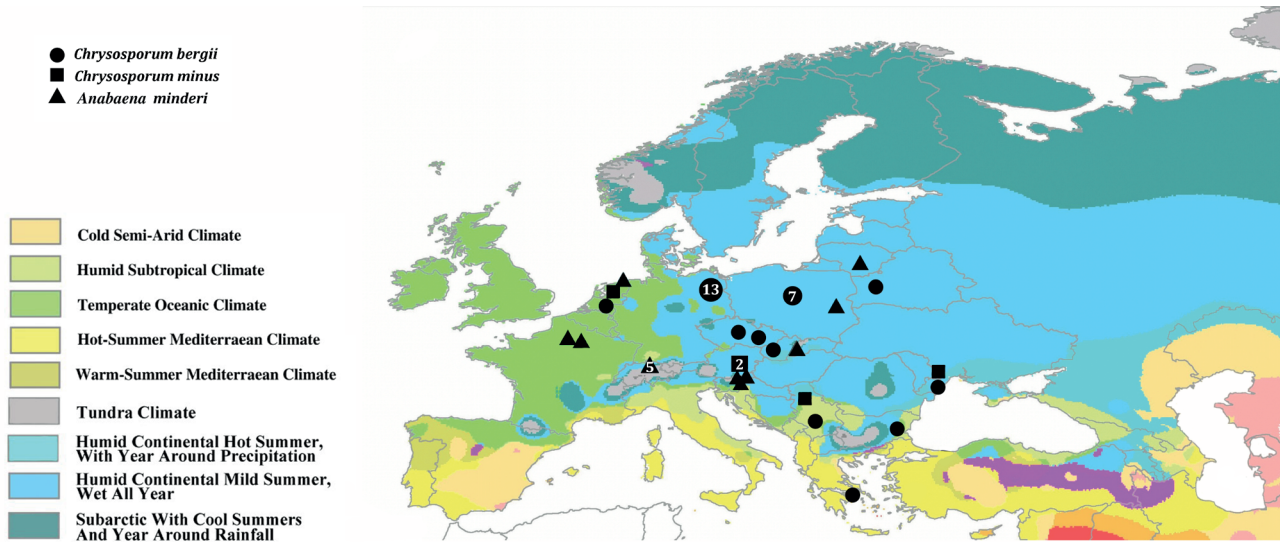 Chrysosporum bergii
Chrysosporum minus
Anabaena minderi
13
7
5
2
Cold Semi-Arid Climate
Humid Subtropical Climate
Temperate Oceanic Climate
Hot-Summer Mediterraean Climate
Warm-Summer Mediterraean Climate
Tundra Climate
Humid Continental Hot Summer,
With Year Around Precipitation
Humid Continental Mild Summer,
Wet All Year
Subarctic With Cool Summers
And Year Around Rainfall